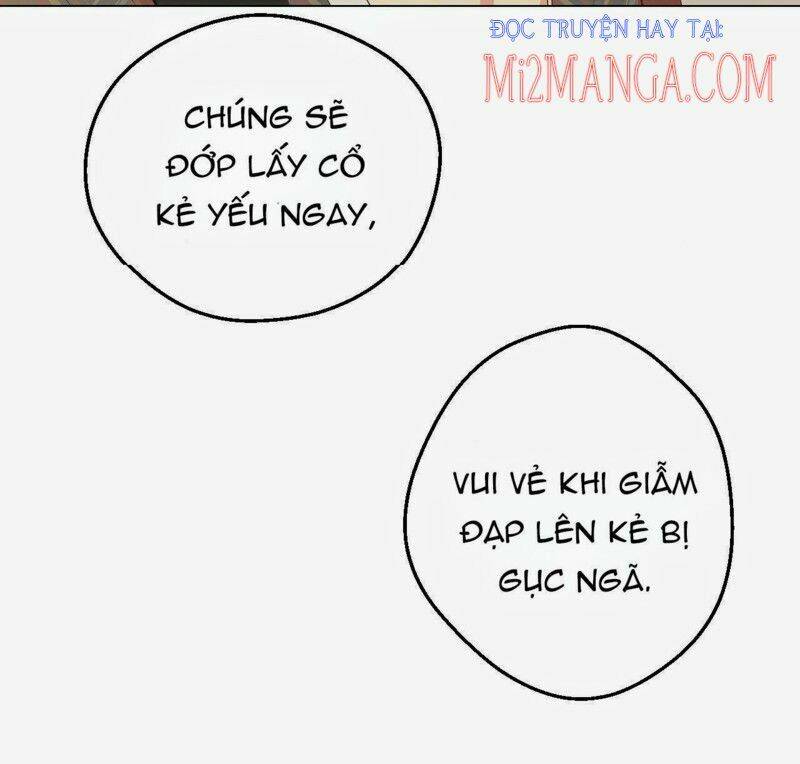 ĐỌC TRUYỆN HAY TẠI:
Mi2MANGA.COM
CHÚNG SẼ
ĐỚP LẤY CỔ
KẺ YẾU NGAY,
VUI VẺ KHI GIẪM
ĐẠP LÊN KẺ BỊ
GỤC NGÃ.